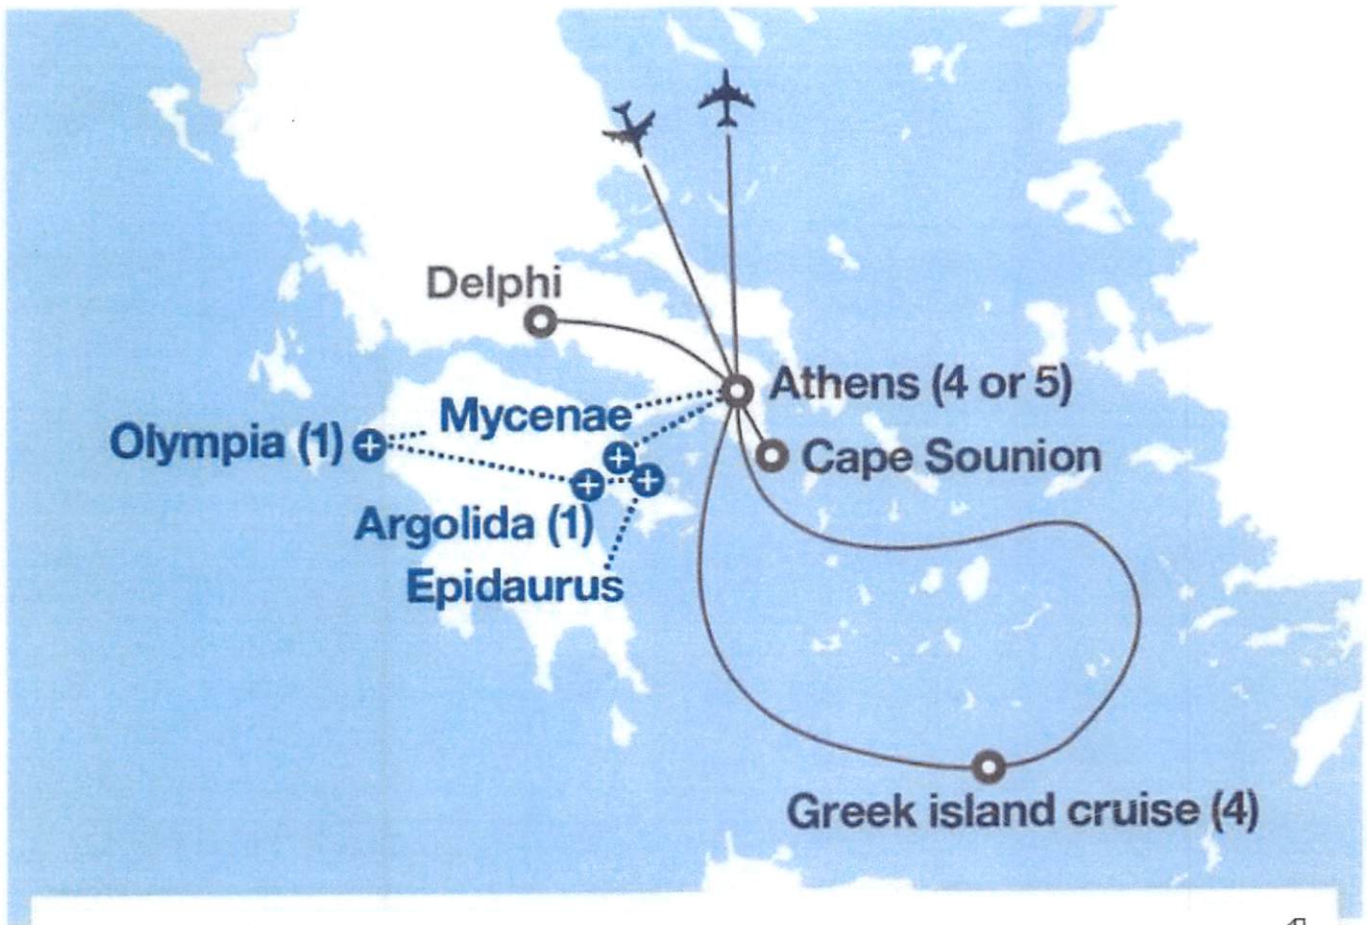 Delphi
Athens (4 or 5)
Mycenae
Olympia (1)
Cape Sounion
Argolida (1)
Epidaurus
Greek island cruise (4)